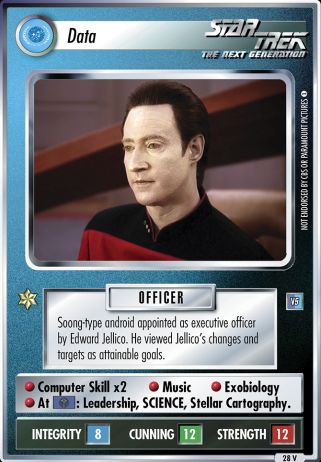 Data
STAR TREK
THE NEXT GENERATION
NOT ENDORSED BY CBS OR PARAMOUNT PICTURES
OFFICER
VS
Soong-type android appointed as executive officer
by Edward Jellico. He viewed Jellico's changes and
targets as attainable goals.
Computer Skill x2 • Music • Exobiology
At : Leadership, SCIENCE, Stellar Cartography.
INTEGRITY 8 CUNNING 12 STRENGTH 12
28 V